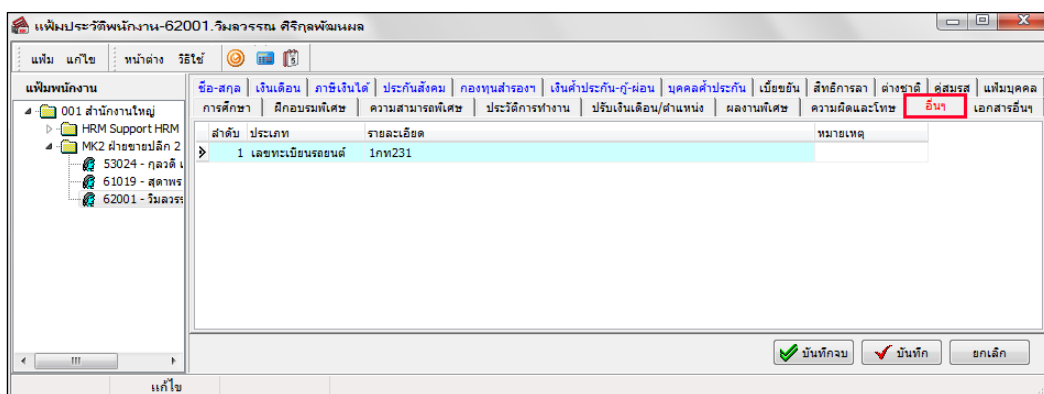 แฟ้มประวัติพนักงาน-62001.วิมลวรรณ ศิริกุลพัฒนผล
แฟ้ม แก้ไข หน้าต่าง วิธีใช้
แฟ้มพนักงาน
001 สำนักงานใหญ่
HRM Support HRM
MK2 ฝ่ายขายปลีก 2
53024 - กุลวดี
61019 - สุดาพร
62001 - วิมลวรร
ชื่อ-สกุล เงินเดือน ภาษีเงินได้ ประกันสังคม กองทุนสำรองฯ เงินค้ำประกัน-กู้-ผ่อน บุคคลค้ำประกัน เบี้ยขยัน สิทธิการลา ต่างชาติ คู่สมรส แฟ้มบุคคล
การศึกษา ฝึกอบรมพิเศษ ความสามารถพิเศษ ประวัติการทำงาน ปรับเงินเดือน/ตำแหน่ง ผลงานพิเศษ ความผิดและโทษ อื่นๆ เอกสารอื่นๆ
ลำดับ ประเภท รายละเอียด หมายเหตุ
1 เลขทะเบียนรถยนต์ 1กท231
บันทึกจบ บันทึก ยกเลิก
แก้ไข